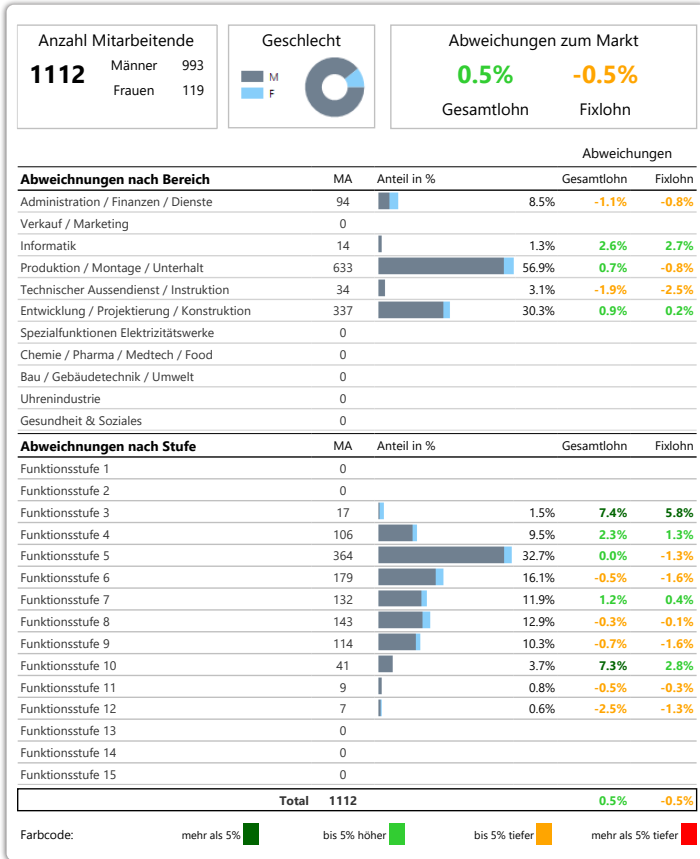 Anzahl Mitarbeitende
1112 Männer 993
Frauen 119
Geschlecht
M
F
Abweichungen zum Markt
0.5% -0.5%
Gesamtlohn Fixlohn
Abweichungen
Abweichnungen nach Bereich MA Anteil in % Gesamtlohn Fixlohn
Administration / Finanzen / Dienste 94 8.5% -1.1% -0.8%
Verkauf / Marketing 0
Informatik 14 1.3% 2.6% 2.7%
Produktion / Montage / Unterhalt 633 56.9% 0.7% -0.8%
Technischer Aussendienst / Instruktion 34 3.1% -1.9% -2.5%
Entwicklung / Projektierung / Konstruktion 337 30.3% 0.9% 0.2%
Spezialfunktionen Elektrizitätswerke 0
Chemie / Pharma / Medtech / Food 0
Bau / Gebäudetechnik / Umwelt 0
Uhrenindustrie 0
Gesundheit & Soziales 0
Abweichnungen nach Stufe MA Anteil in % Gesamtlohn Fixlohn
Funktionsstufe 1 0
Funktionsstufe 2 0
Funktionsstufe 3 17 1.5% 7.4% 5.8%
Funktionsstufe 4 106 9.5% 2.3% 1.3%
Funktionsstufe 5 364 32.7% 0.0% -1.3%
Funktionsstufe 6 179 16.1% -0.5% -1.6%
Funktionsstufe 7 132 11.9% 1.2% 0.4%
Funktionsstufe 8 143 12.9% -0.3% -0.1%
Funktionsstufe 9 114 10.3% -0.7% -1.6%
Funktionsstufe 10 41 3.7% 7.3% 2.8%
Funktionsstufe 11 9 0.8% -0.5% -0.3%
Funktionsstufe 12 7 0.6% -2.5% -1.3%
Funktionsstufe 13 0
Funktionsstufe 14 0
Funktionsstufe 15 0
Total 1112 0.5% -0.5%
Farbcode: mehr als 5% bis 5% höher bis 5% tiefer mehr als 5% tiefer